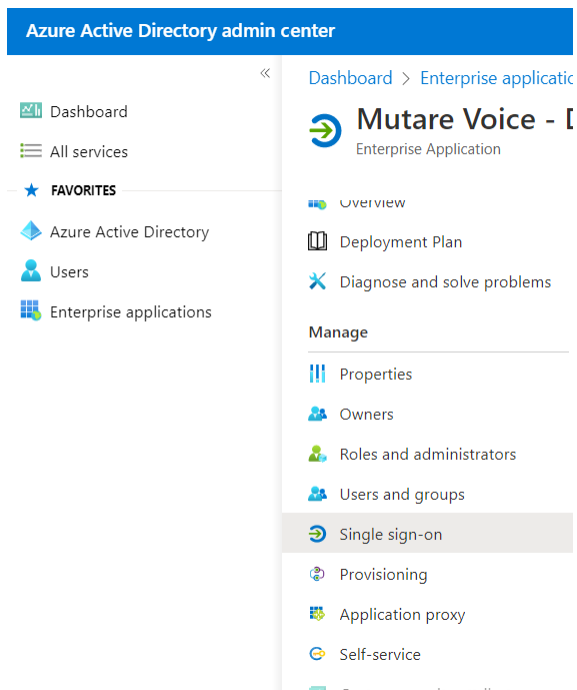 Azure Active Directory admin center
«
Dashboard
All services
FAVORITES
Azure Active Directory
Users
Enterprise applications
Dashboard > Enterprise applicatio
Mutare Voice -
Enterprise Application
Overview
Deployment Plan
Diagnose and solve problems
Manage
Properties
Owners
Roles and administrators
Users and groups
Single sign-on
Provisioning
Application proxy
Self-service